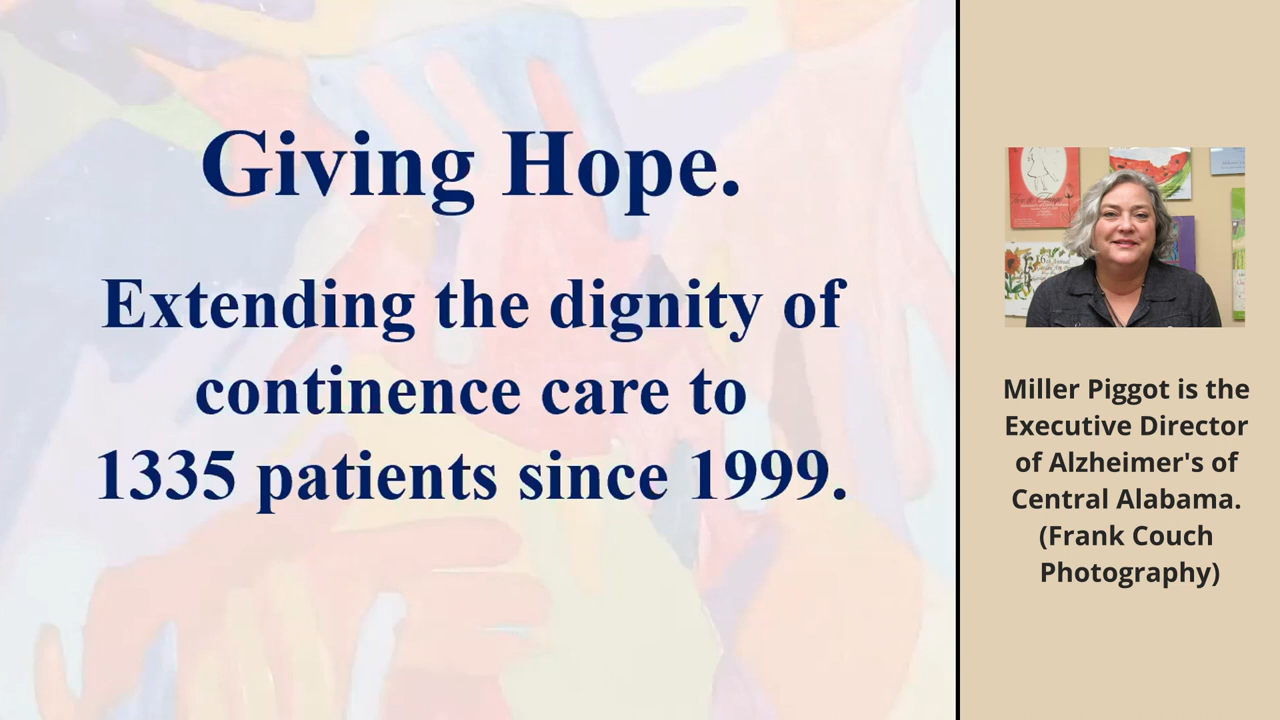 Giving Hope.
Extending the dignity of
continence care to
1335 patients since 1999.
Miller Piggot is the
Executive Director
of Alzheimer's of
Central Alabama.
(Frank Couch
Photography)